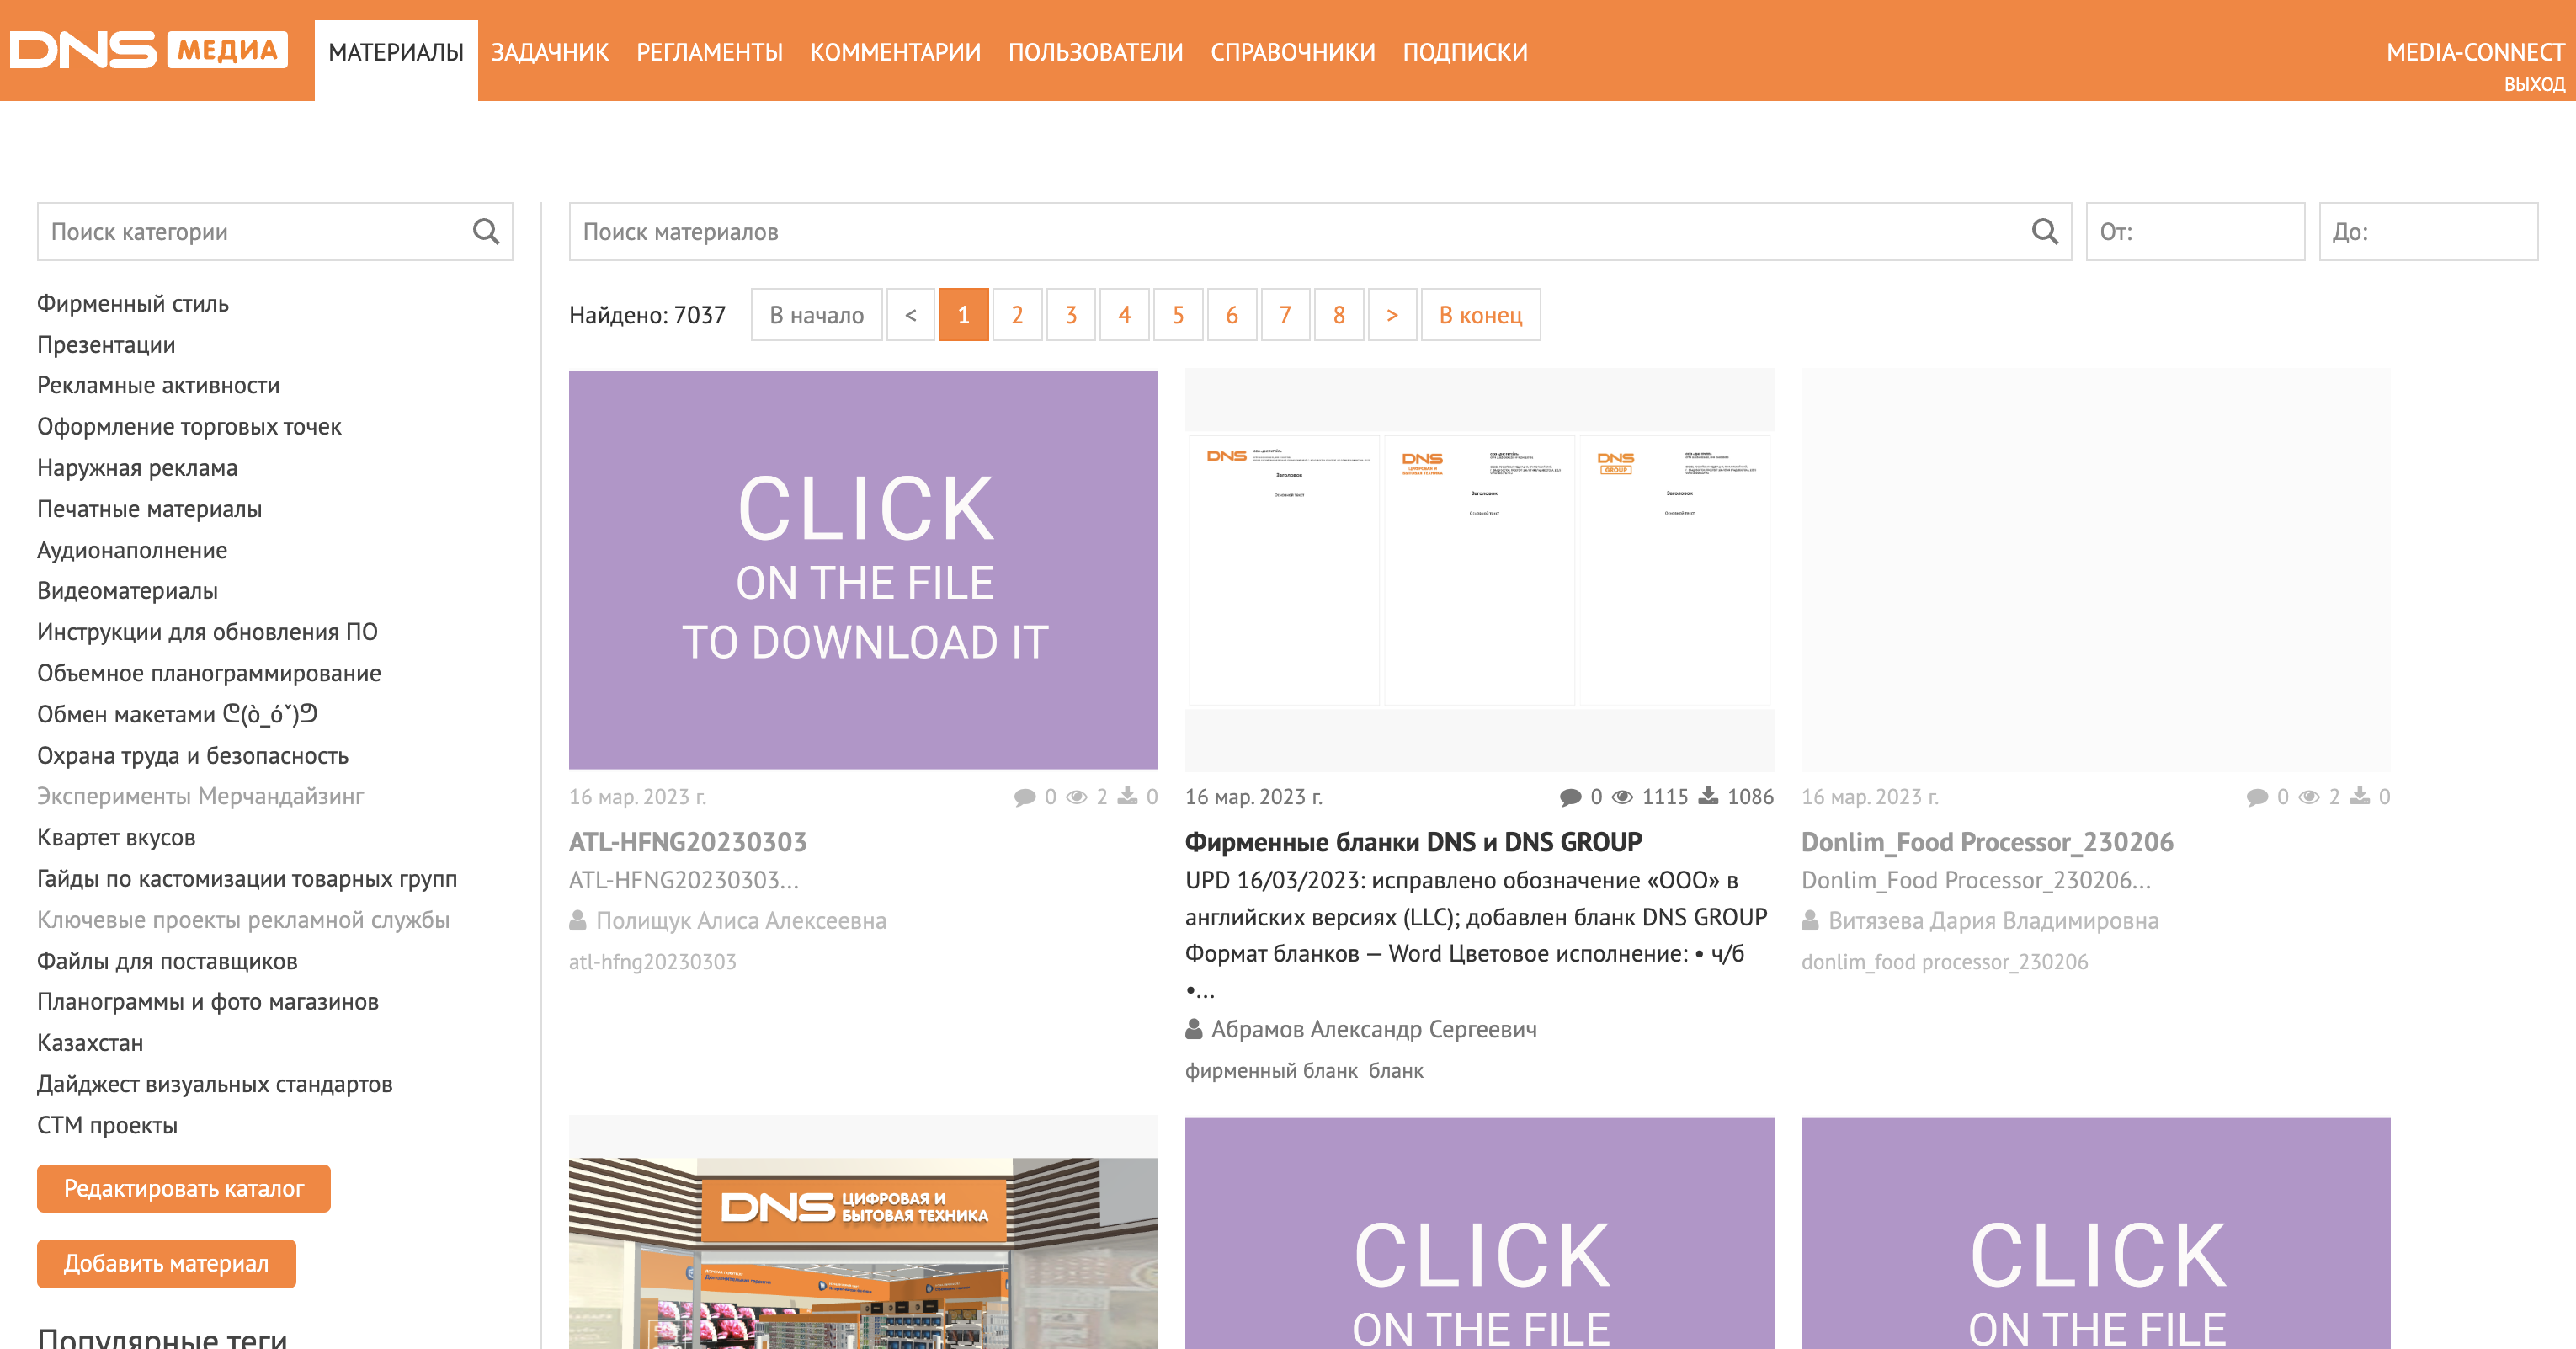 DNS МЕДИА
МАТЕРИАЛЫ ЗАДАЧНИК РЕГЛАМЕНТЫ КОММЕНТАРИИ ПОЛЬЗОВАТЕЛИ СПРАВОЧНИКИ ПОДПИСКИ
MEDIA-CONNECT
ВЫХОД
Поиск категории
Фирменный стиль
Презентации
Рекламные активности
Оформление торговых точек
Наружная реклама
Печатные материалы
Аудионаполнение
Видеоматериалы
Инструкции для обновления ПО
Объемное планограммирование
Обмен макетами ᕦ(ò_óˇ)ᕤ
Охрана труда и безопасность
Эксперименты Мерчандайзинг
Квартет вкусов
Гайды по кастомизации товарных групп
Ключевые проекты рекламной службы
Файлы для поставщиков
Планограммы и фото магазинов
Казахстан
Дайджест визуальных стандартов
СТМ проекты
Редактировать каталог
Добавить материал
Популярные теги
Поиск материалов
От:
До:
Найдено: 7037 В начало < 1 2 3 4 5 6 7 8 > В конец
CLICK
ON THE FILE
TO DOWNLOAD IT
16 мар. 2023 г. 0 2 0
ATL-HFNG20230303
ATL-HFNG20230303...
Полищук Алиса Алексеевна
atl-hfng20230303
DNS
Заголовок
Основной текст
DNS
ЦИФРОВАЯ И
БЫТОВАЯ ТЕХНИКА
Заголовок
Основной текст
DNS
GROUP
Заголовок
Основной текст
16 мар. 2023 г. 0 1115 1086
Фирменные бланки DNS и DNS GROUP
UPD 16/03/2023: исправлено обозначение «ООО» в
английских версиях (LLC); добавлен бланк DNS GROUP
Формат бланков — Word Цветовое исполнение: • ч/б
•...
Абрамов Александр Сергеевич
фирменный бланк бланк
16 мар. 2023 г. 0 2 0
Donlim_Food Processor_230206
Donlim_Food Processor_230206...
Витязева Дария Владимировна
donlim_food processor_230206
DNS ЦИФРОВАЯ И
БЫТОВАЯ ТЕХНИКА
CLICK
ON THE FILE
CLICK
ON THE FILE